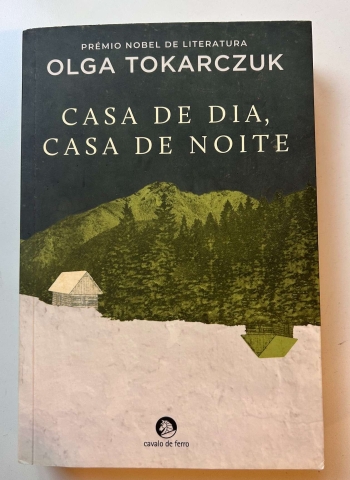 PRÉMIO NOBEL DE LITERATURA
OLGA TOKARCZUK
CASA DE DIA,
CASA DE NOITE
cavalo de ferro